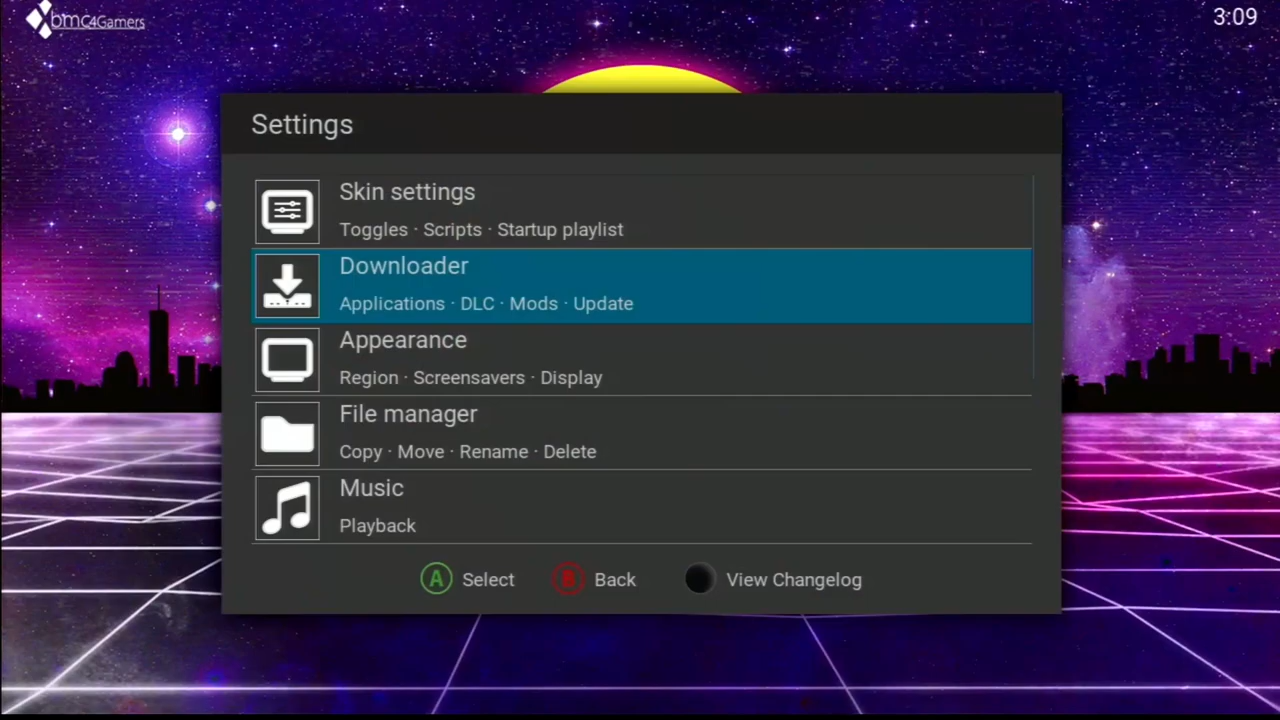 bmc4Gamers
3:09
Settings
Skin settings
Toggles · Scripts · Startup playlist
Downloader
Applications · DLC · Mods · Update
Appearance
Region · Screensavers · Display
File manager
Copy · Move · Rename · Delete
Music
Playback
A Select B Back View Changelog